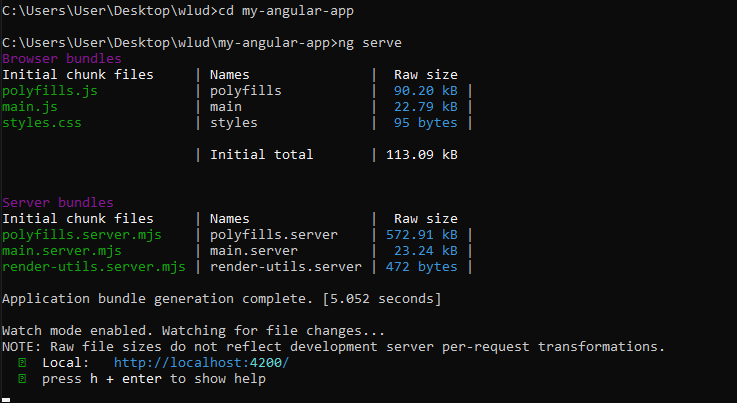 C:\Users\User\Desktop\wlud>cd my-angular-app
C:\Users\User\Desktop\wlud\my-angular-app>ng serve
Browser bundles
Initial chunk files | Names | Raw size
polyfills.js | polyfills | 90.20 kB |
main.js | main | 22.79 kB |
styles.css | styles | 95 bytes |
| Initial total | 113.09 kB
Server bundles
Initial chunk files | Names | Raw size
polyfills.server.mjs | polyfills.server | 572.91 kB |
main.server.mjs | main.server | 23.24 kB |
render-utils.server.mjs | render-utils.server | 472 bytes |
Application bundle generation complete. [5.052 seconds]
Watch mode enabled. Watching for file changes...
NOTE: Raw file sizes do not reflect development server per-request transformations.
Local: http://localhost:4200/
press h + enter to show help